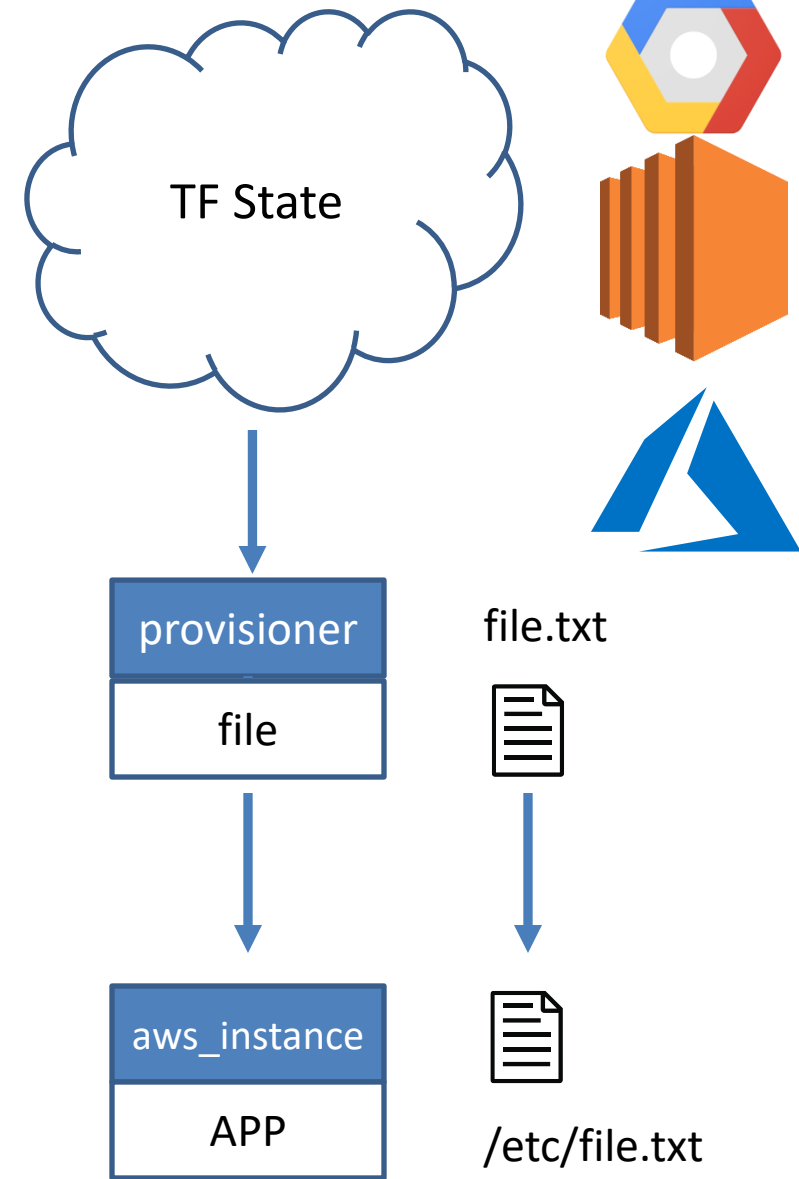 TF State
provisioner
file.txt
file
aws_instance
APP
/etc/file.txt